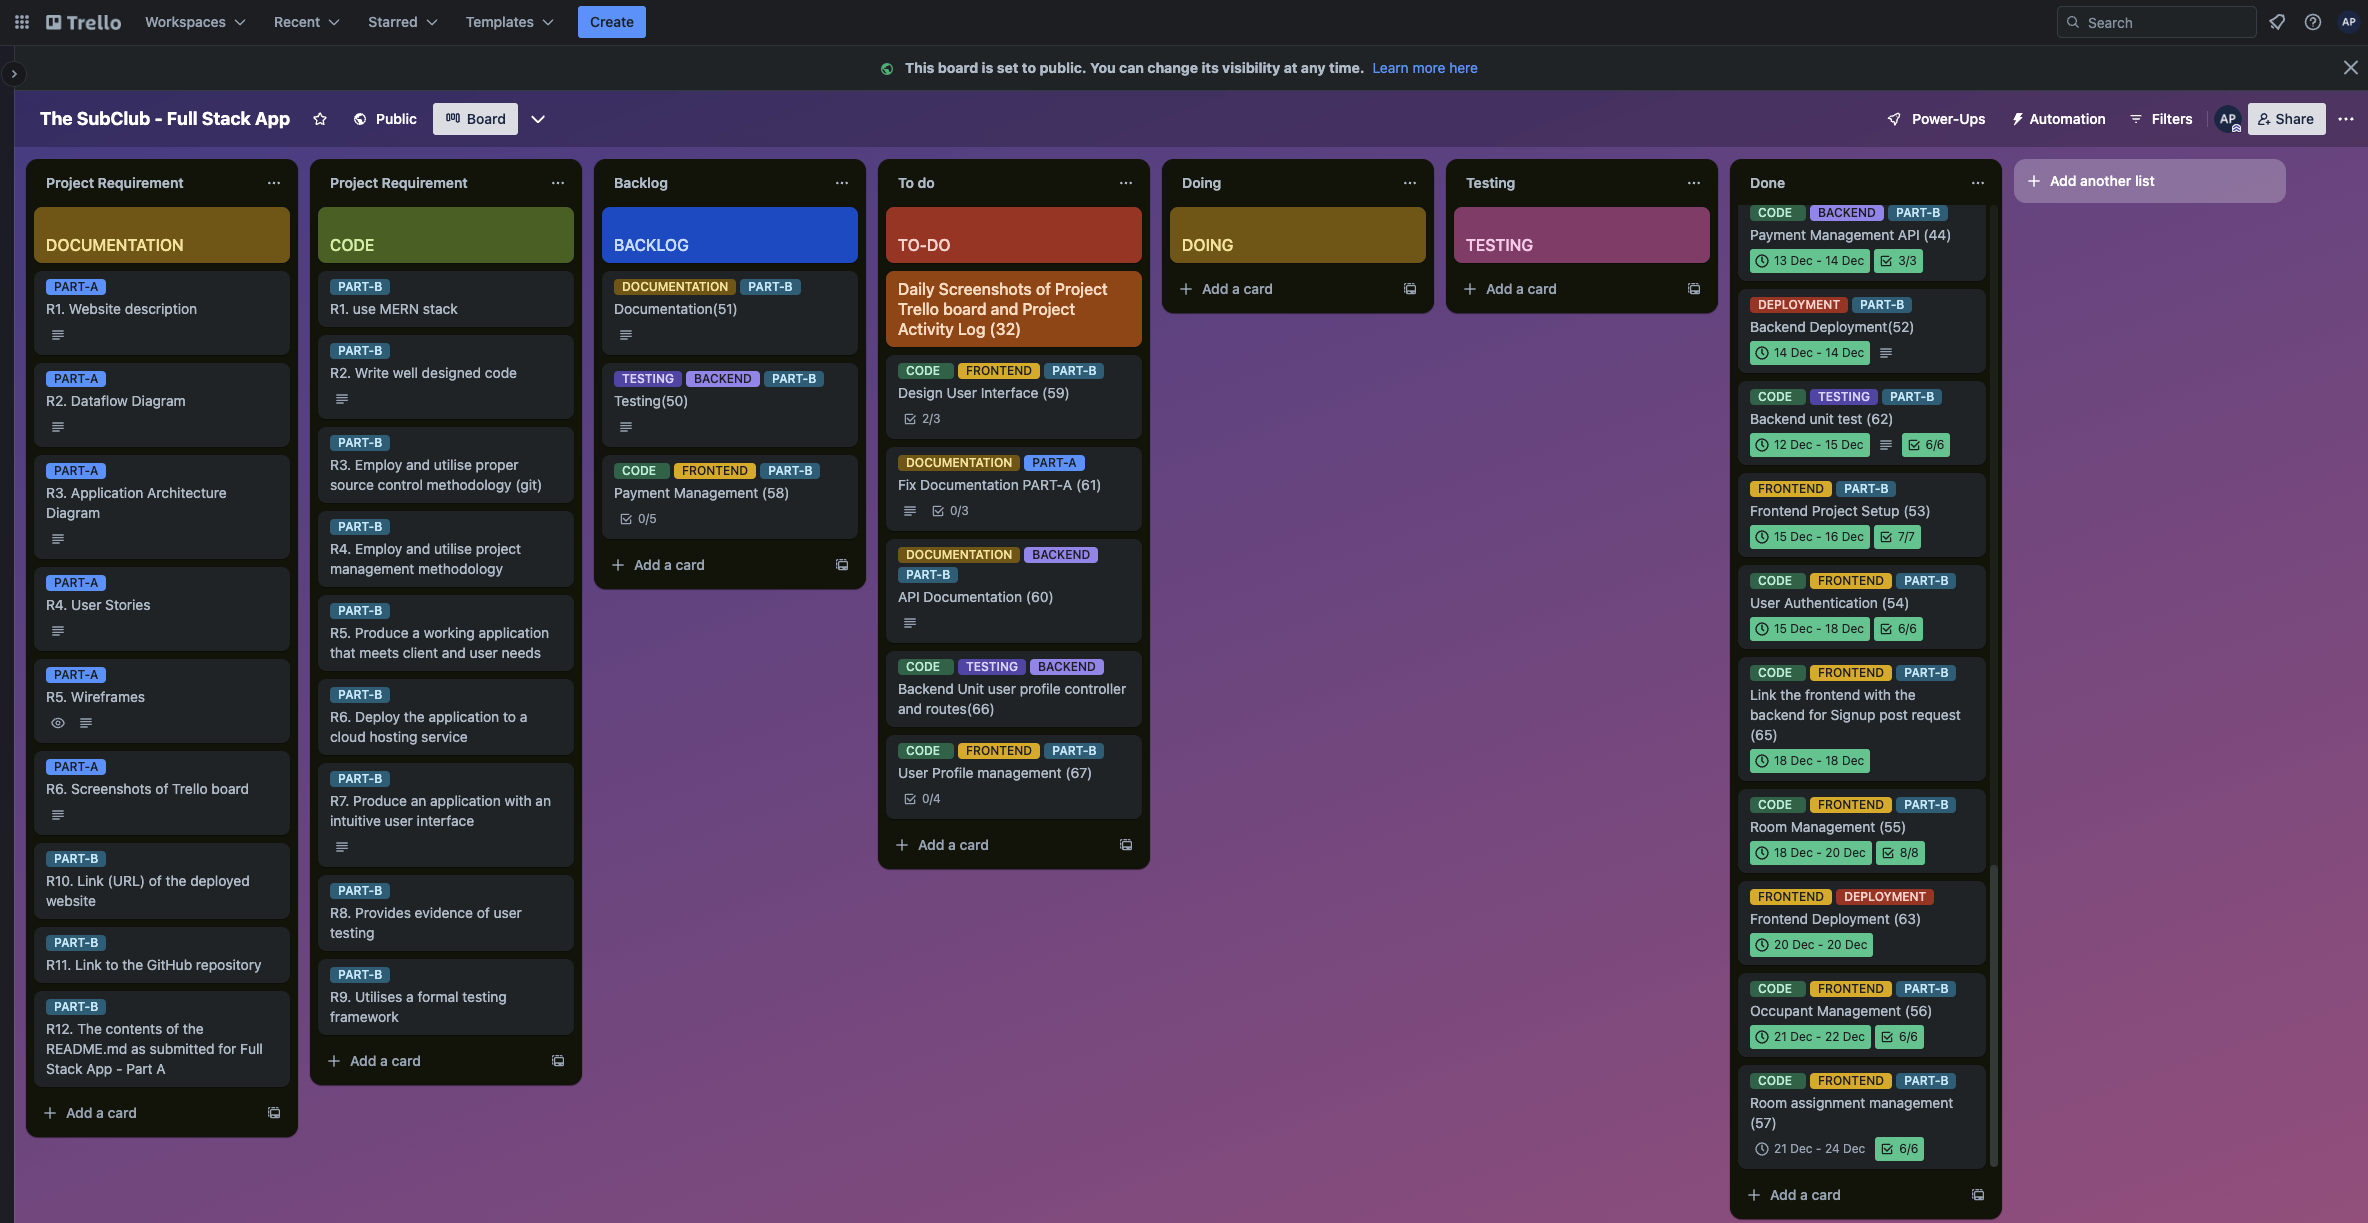 Trello
Workspaces
Recent
Starred
Templates
Create
Search
AP
This board is set to public. You can change its visibility at any time. Learn more here
The SubClub - Full Stack App
Public
Board
Power-Ups
Automation
Filters
AP
Share
Project Requirement
DOCUMENTATION
PART-A
R1. Website description
PART-A
R2. Dataflow Diagram
PART-A
R3. Application Architecture
Diagram
PART-A
R4. User Stories
PART-A
R5. Wireframes
PART-A
R6. Screenshots of Trello board
PART-B
R10. Link (URL) of the deployed
website
PART-B
R11. Link to the GitHub repository
PART-B
R12. The contents of the
README.md as submitted for Full
Stack App - Part A
Add a card
Project Requirement
CODE
PART-B
R1. use MERN stack
PART-B
R2. Write well designed code
PART-B
R3. Employ and utilise proper
source control methodology (git)
PART-B
R4. Employ and utilise project
management methodology
PART-B
R5. Produce a working application
that meets client and user needs
PART-B
R6. Deploy the application to a
cloud hosting service
PART-B
R7. Produce an application with an
intuitive user interface
PART-B
R8. Provides evidence of user
testing
PART-B
R9. Utilises a formal testing
framework
Add a card
Backlog
BACKLOG
DOCUMENTATION PART-B
Documentation(51)
TESTING BACKEND PART-B
Testing(50)
CODE FRONTEND PART-B
Payment Management (58)
0/5
Add a card
To do
TO-DO
Daily Screenshots of Project
Trello board and Project
Activity Log (32)
CODE FRONTEND PART-B
Design User Interface (59)
2/3
DOCUMENTATION PART-A
Fix Documentation PART-A (61)
0/3
DOCUMENTATION BACKEND
PART-B
API Documentation (60)
CODE TESTING BACKEND
Backend Unit user profile controller
and routes(66)
CODE FRONTEND PART-B
User Profile management (67)
0/4
Add a card
Doing
DOING
Add a card
Testing
TESTING
Add a card
Done
CODE BACKEND PART-B
Payment Management API (44)
13 Dec - 14 Dec 3/3
DEPLOYMENT PART-B
Backend Deployment(52)
14 Dec - 14 Dec
CODE TESTING PART-B
Backend unit test (62)
12 Dec - 15 Dec 6/6
FRONTEND PART-B
Frontend Project Setup (53)
15 Dec - 16 Dec 7/7
CODE FRONTEND PART-B
User Authentication (54)
15 Dec - 18 Dec 6/6
CODE FRONTEND PART-B
Link the frontend with the
backend for Signup post request
(65)
18 Dec - 18 Dec
CODE FRONTEND PART-B
Room Management (55)
18 Dec - 20 Dec 8/8
FRONTEND DEPLOYMENT
Frontend Deployment (63)
20 Dec - 20 Dec
CODE FRONTEND PART-B
Occupant Management (56)
21 Dec - 22 Dec 6/6
CODE FRONTEND PART-B
Room assignment management
(57)
21 Dec - 24 Dec 6/6
Add a card
Add another list